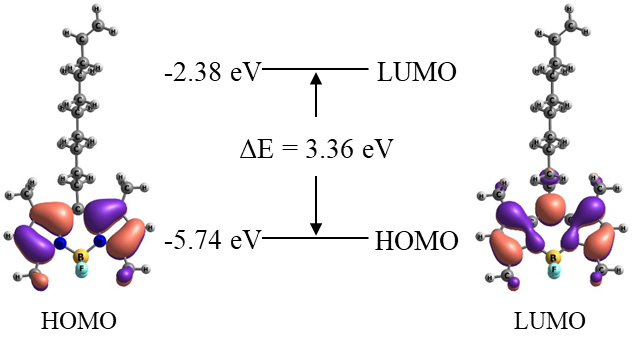 -2.38 eV LUMO
ΔE = 3.36 eV
-5.74 eV HOMO
B
F
B
F
HOMO
LUMO